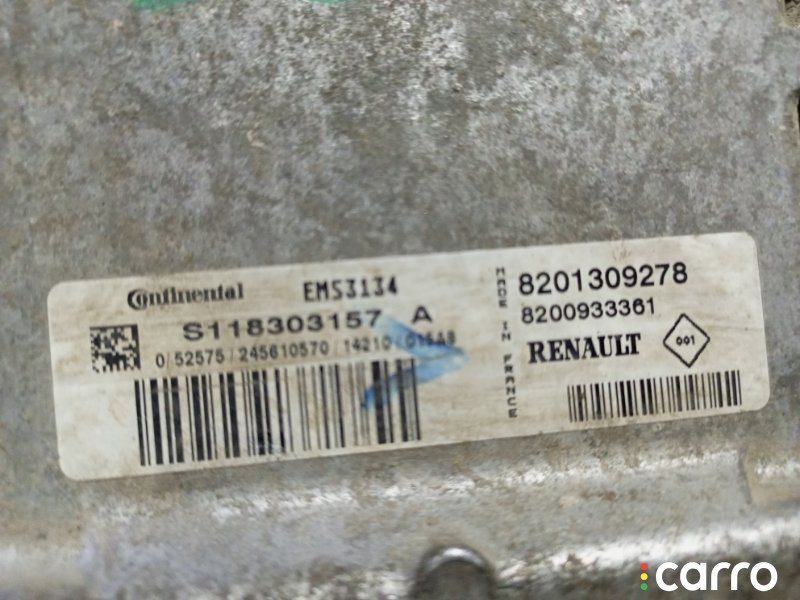 Continental EMS3134
S118303157 A
0/52575/245610570/14210
MADE IN FRANCE
8201309278
8200933361
RENAULT
001
carro